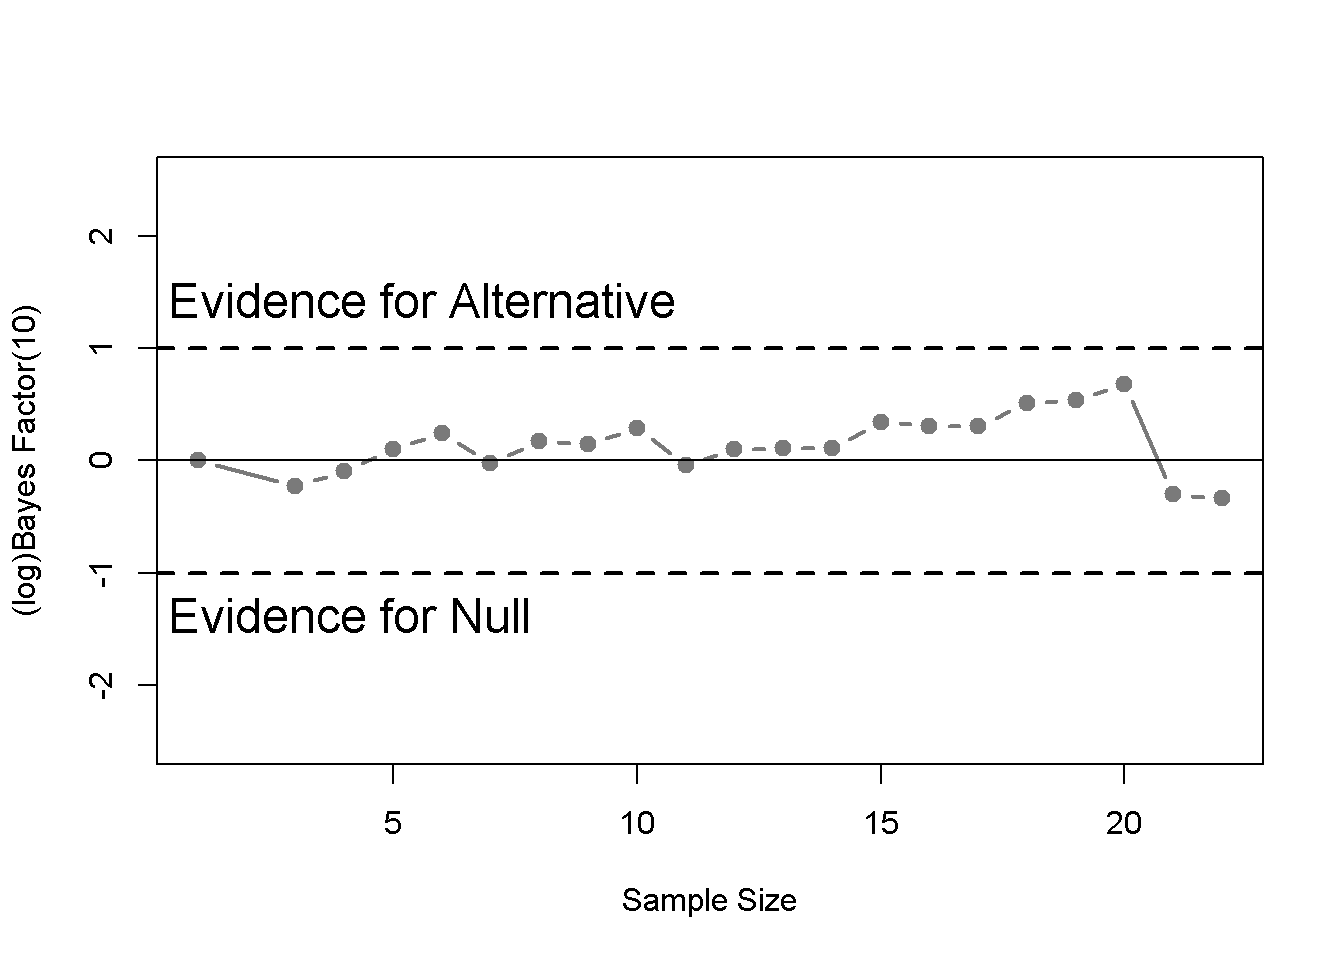 2
Evidence for Alternative
1
0
-1
Evidence for Null
-2
(log)Bayes Factor(10)
5 10 15 20
Sample Size